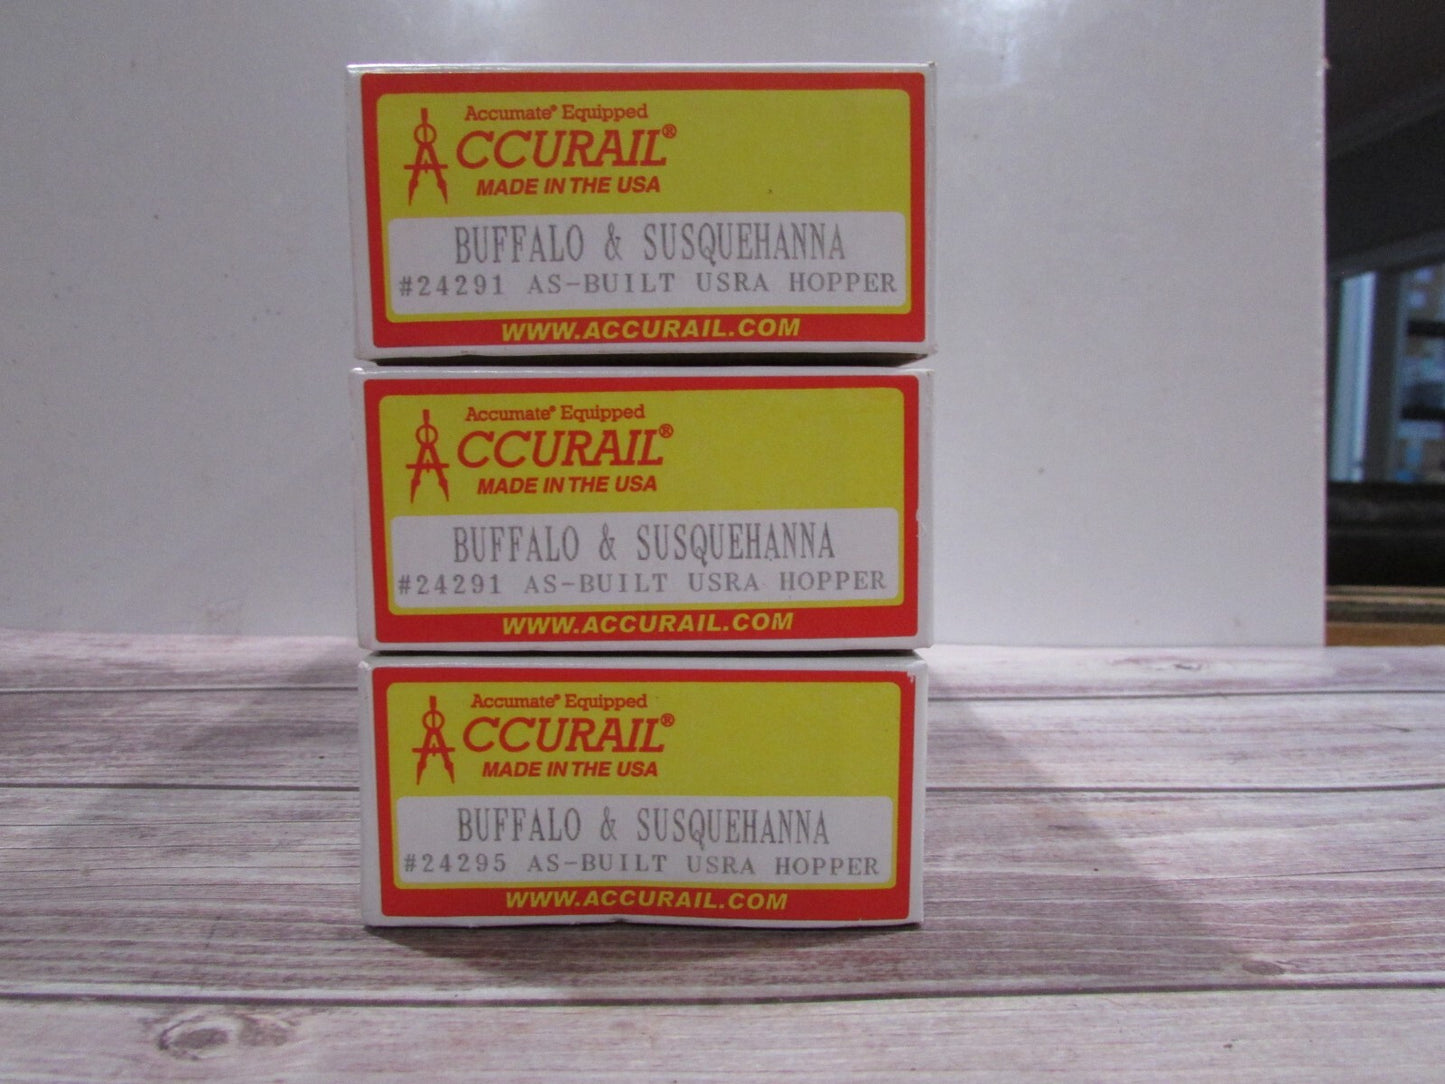 Accumate® Equipped
ACCURAIL®
MADE IN THE USA
BUFFALO & SUSQUEHANNA
#24291 AS-BUILT USRA HOPPER
WWW.ACCURAIL.COM
Accumate® Equipped
ACCURAIL®
MADE IN THE USA
BUFFALO & SUSQUEHANNA
#24291 AS-BUILT USRA HOPPER
WWW.ACCURAIL.COM
Accumate® Equipped
ACCURAIL®
MADE IN THE USA
BUFFALO & SUSQUEHANNA
#24295 AS-BUILT USRA HOPPER
WWW.ACCURAIL.COM